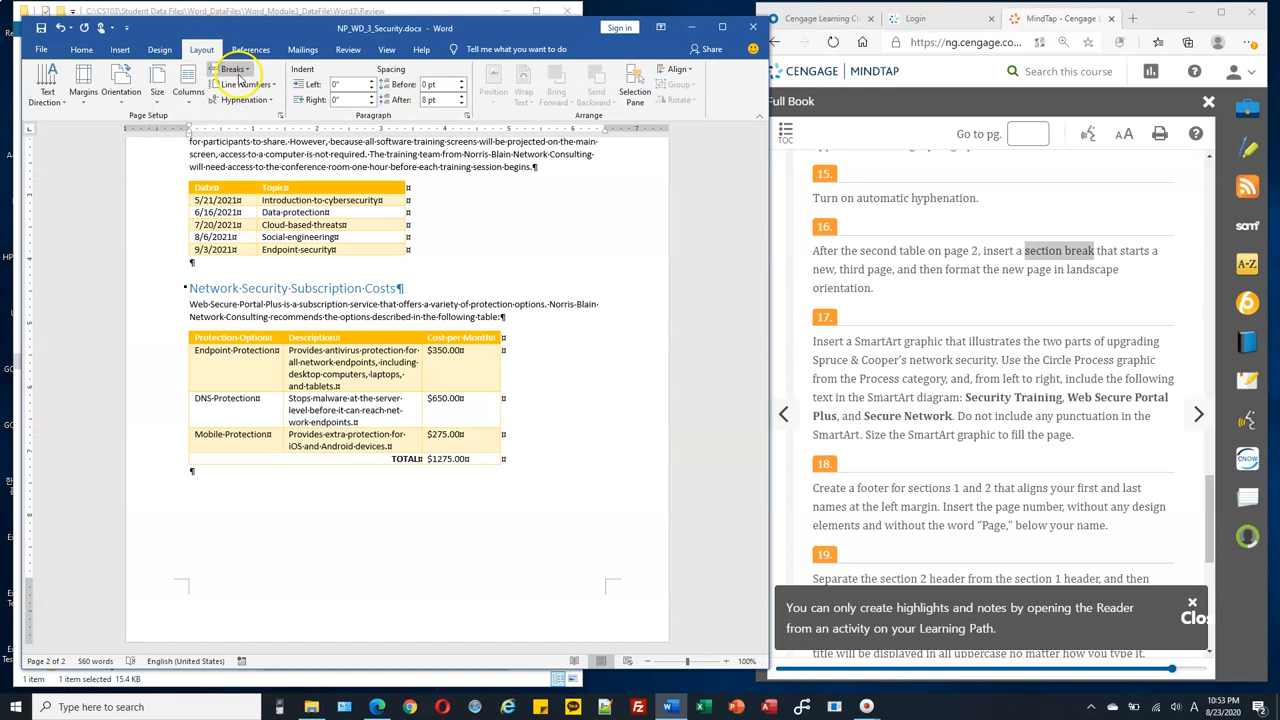 C:\CS103\Student Data Files\Word_Module3_DataFile\Word3\Review
NP_WD_3_Security.docx - Word
Sign in
File Home Insert Design Layout References Mailings Review View Help Tell me what you want to do Share
Text Direction
Margins
Orientation
Size
Columns
Breaks
Line Numbers
Hyphenation
Page Setup
Indent
Left: 0"
Right: 0"
Spacing
Before: 0 pt
After: 8 pt
Paragraph
Position
Wrap Text
Bring Forward
Send Backward
Selection Pane
Align
Group
Rotate
Arrange
for·participants·to·share.·However,·because·all·software·training·screens·will·be·projected·on·the·main·
screen,·access·to·a·computer·is·not·required.·The·training·team·from·Norris-Blain·Network·Consulting·
will·need·access·to·the·conference·room·one·hour·before·each·training·session·begins.¶
Date¤ Topic¤ ¤
5/21/2021¤ Introduction·to·cybersecurity¤ ¤
6/16/2021¤ Data·protection¤ ¤
7/20/2021¤ Cloud-based·threats¤ ¤
8/6/2021¤ Social·engineering¤ ¤
9/3/2021¤ Endpoint·security¤ ¤
¶
Network·Security·Subscription·Costs¶
Web·Secure·Portal·Plus·is·a·subscription·service·that·offers·a·variety·of·protection·options.·Norris-Blain·
Network·Consulting·recommends·the·options·described·in·the·following·table:¶
Protection·Option¤ Description¤ Cost·per·Month¤ ¤
Endpoint·Protection¤ Provides·antivirus·protection·for· $350.00¤ ¤
all·network·endpoints,·including·
desktop·computers,·laptops,·
and·tablets.¤
DNS·Protection¤ Stops·malware·at·the·server· $650.00¤ ¤
level·before·it·can·reach·net-
work·endpoints.¤
Mobile·Protection¤ Provides·extra·protection·for· $275.00¤ ¤
iOS·and·Android·devices.¤
TOTAL¤ $1275.00¤ ¤
¶
Page 2 of 2 560 words English (United States) 100%
1 item 1 item selected 15.4 KB
Cengage Learning Cl
Login
MindTap - Cengage L
https://ng.cengage.co
CENGAGE MINDTAP
Search this course
Full Book
TOC
Go to pg.
AA
15.
Turn on automatic hyphenation.
16.
After the second table on page 2, insert a section break that starts a
new, third page, and then format the new page in landscape
orientation.
17.
Insert a SmartArt graphic that illustrates the two parts of upgrading
Spruce & Cooper's network security. Use the Circle Process graphic
from the Process category, and, from left to right, include the following
text in the SmartArt diagram: Security Training, Web Secure Portal
Plus, and Secure Network. Do not include any punctuation in the
SmartArt. Size the SmartArt graphic to fill the page.
18.
Create a footer for sections 1 and 2 that aligns your first and last
names at the left margin. Insert the page number, without any design
elements and without the word “Page,” below your name.
19.
Separate the section 2 header from the section 1 header, and then
You can only create highlights and notes by opening the Reader
from an activity on your Learning Path.
Clos
title will be displayed in all uppercase no matter how you type it.
sam
A-Z
CNOW
Type here to search
10:53 PM
8/23/2020